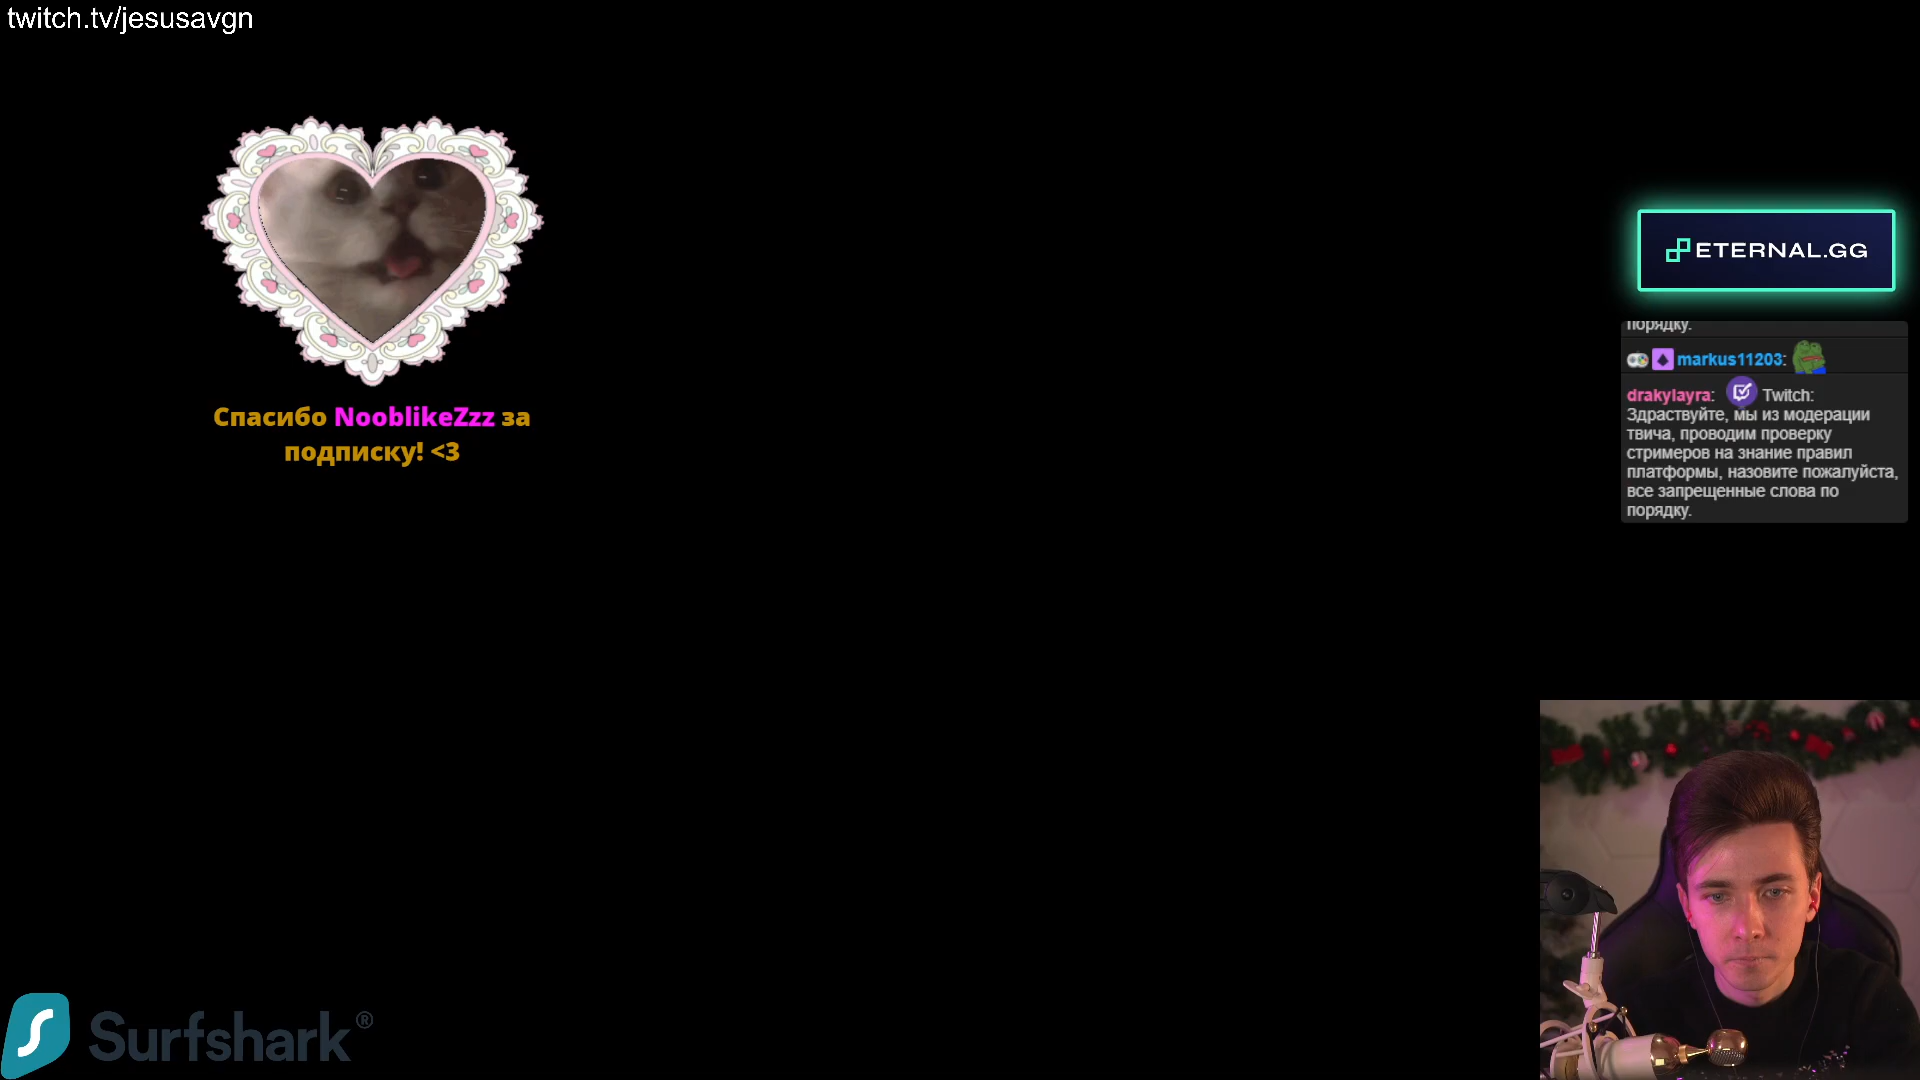 twitch.tv/jesusavgn
Спасибо NooblikeZzz за
подписку! <3
ETERNAL.GG
порядку.
markus11203:
drakylayra: Twitch:
Здраствуйте, мы из модерации
твича, проводим проверку
стримеров на знание правил
платформы, назовите пожалуйста,
все запрещенные слова по
порядку.
Surfshark®